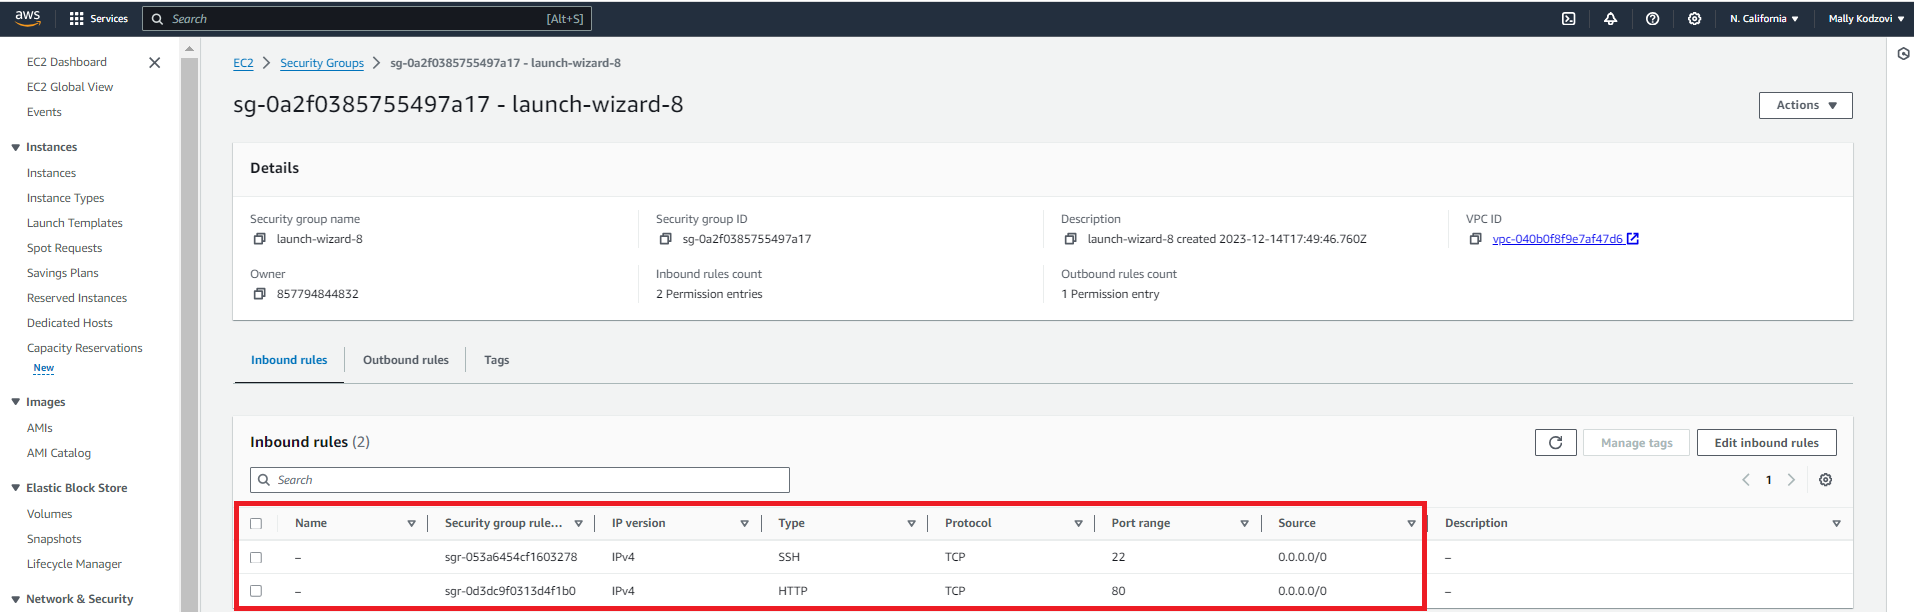 aws
Services
Search
[Alt+S]
N. California
Mally Kodzovi
EC2 Dashboard
EC2 Global View
Events
Instances
Instances
Instance Types
Launch Templates
Spot Requests
Savings Plans
Reserved Instances
Dedicated Hosts
Capacity Reservations
New
Images
AMIs
AMI Catalog
Elastic Block Store
Volumes
Snapshots
Lifecycle Manager
Network & Security
EC2 > Security Groups > sg-0a2f0385755497a17 - launch-wizard-8
sg-0a2f0385755497a17 - launch-wizard-8
Actions
Details
Security group name
launch-wizard-8
Security group ID
sg-0a2f0385755497a17
Description
launch-wizard-8 created 2023-12-14T17:49:46.760Z
VPC ID
vpc-040b0f8f9e7af47d6
Owner
857794844832
Inbound rules count
2 Permission entries
Outbound rules count
1 Permission entry
Inbound rules
Outbound rules
Tags
Inbound rules (2)
Manage tags
Edit inbound rules
Search
1
Name Security group rule... IP version Type Protocol Port range Source Description
– sgr-053a6454cf1603278 IPv4 SSH TCP 22 0.0.0.0/0 –
– sgr-0d3dc9f0313d4f1b0 IPv4 HTTP TCP 80 0.0.0.0/0 –